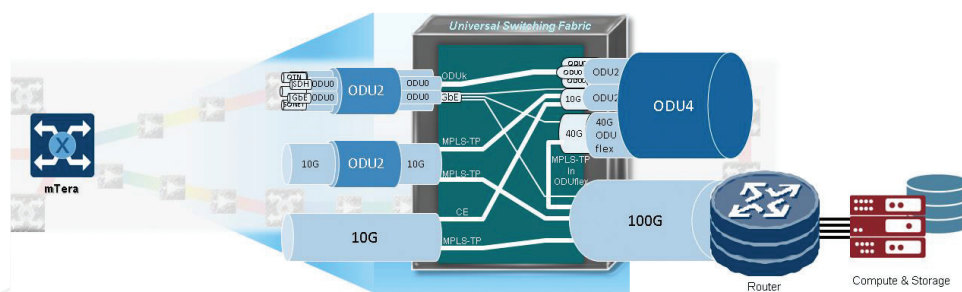 Universal Switching Fabric
OTN
SDH
GbE
SONET
ODU0
ODU0
ODU2
ODU0
ODU0
ODUk
GbE
ODU0
ODU2
10G
ODU2
40G
40G
ODU
flex
ODU4
mTera
10G
ODU2
10G
MPLS-TP
MPLS-TP
MPLS-TP
In
ODUflex
10G
CE
MPLS-TP
100G
Router
Compute & Storage